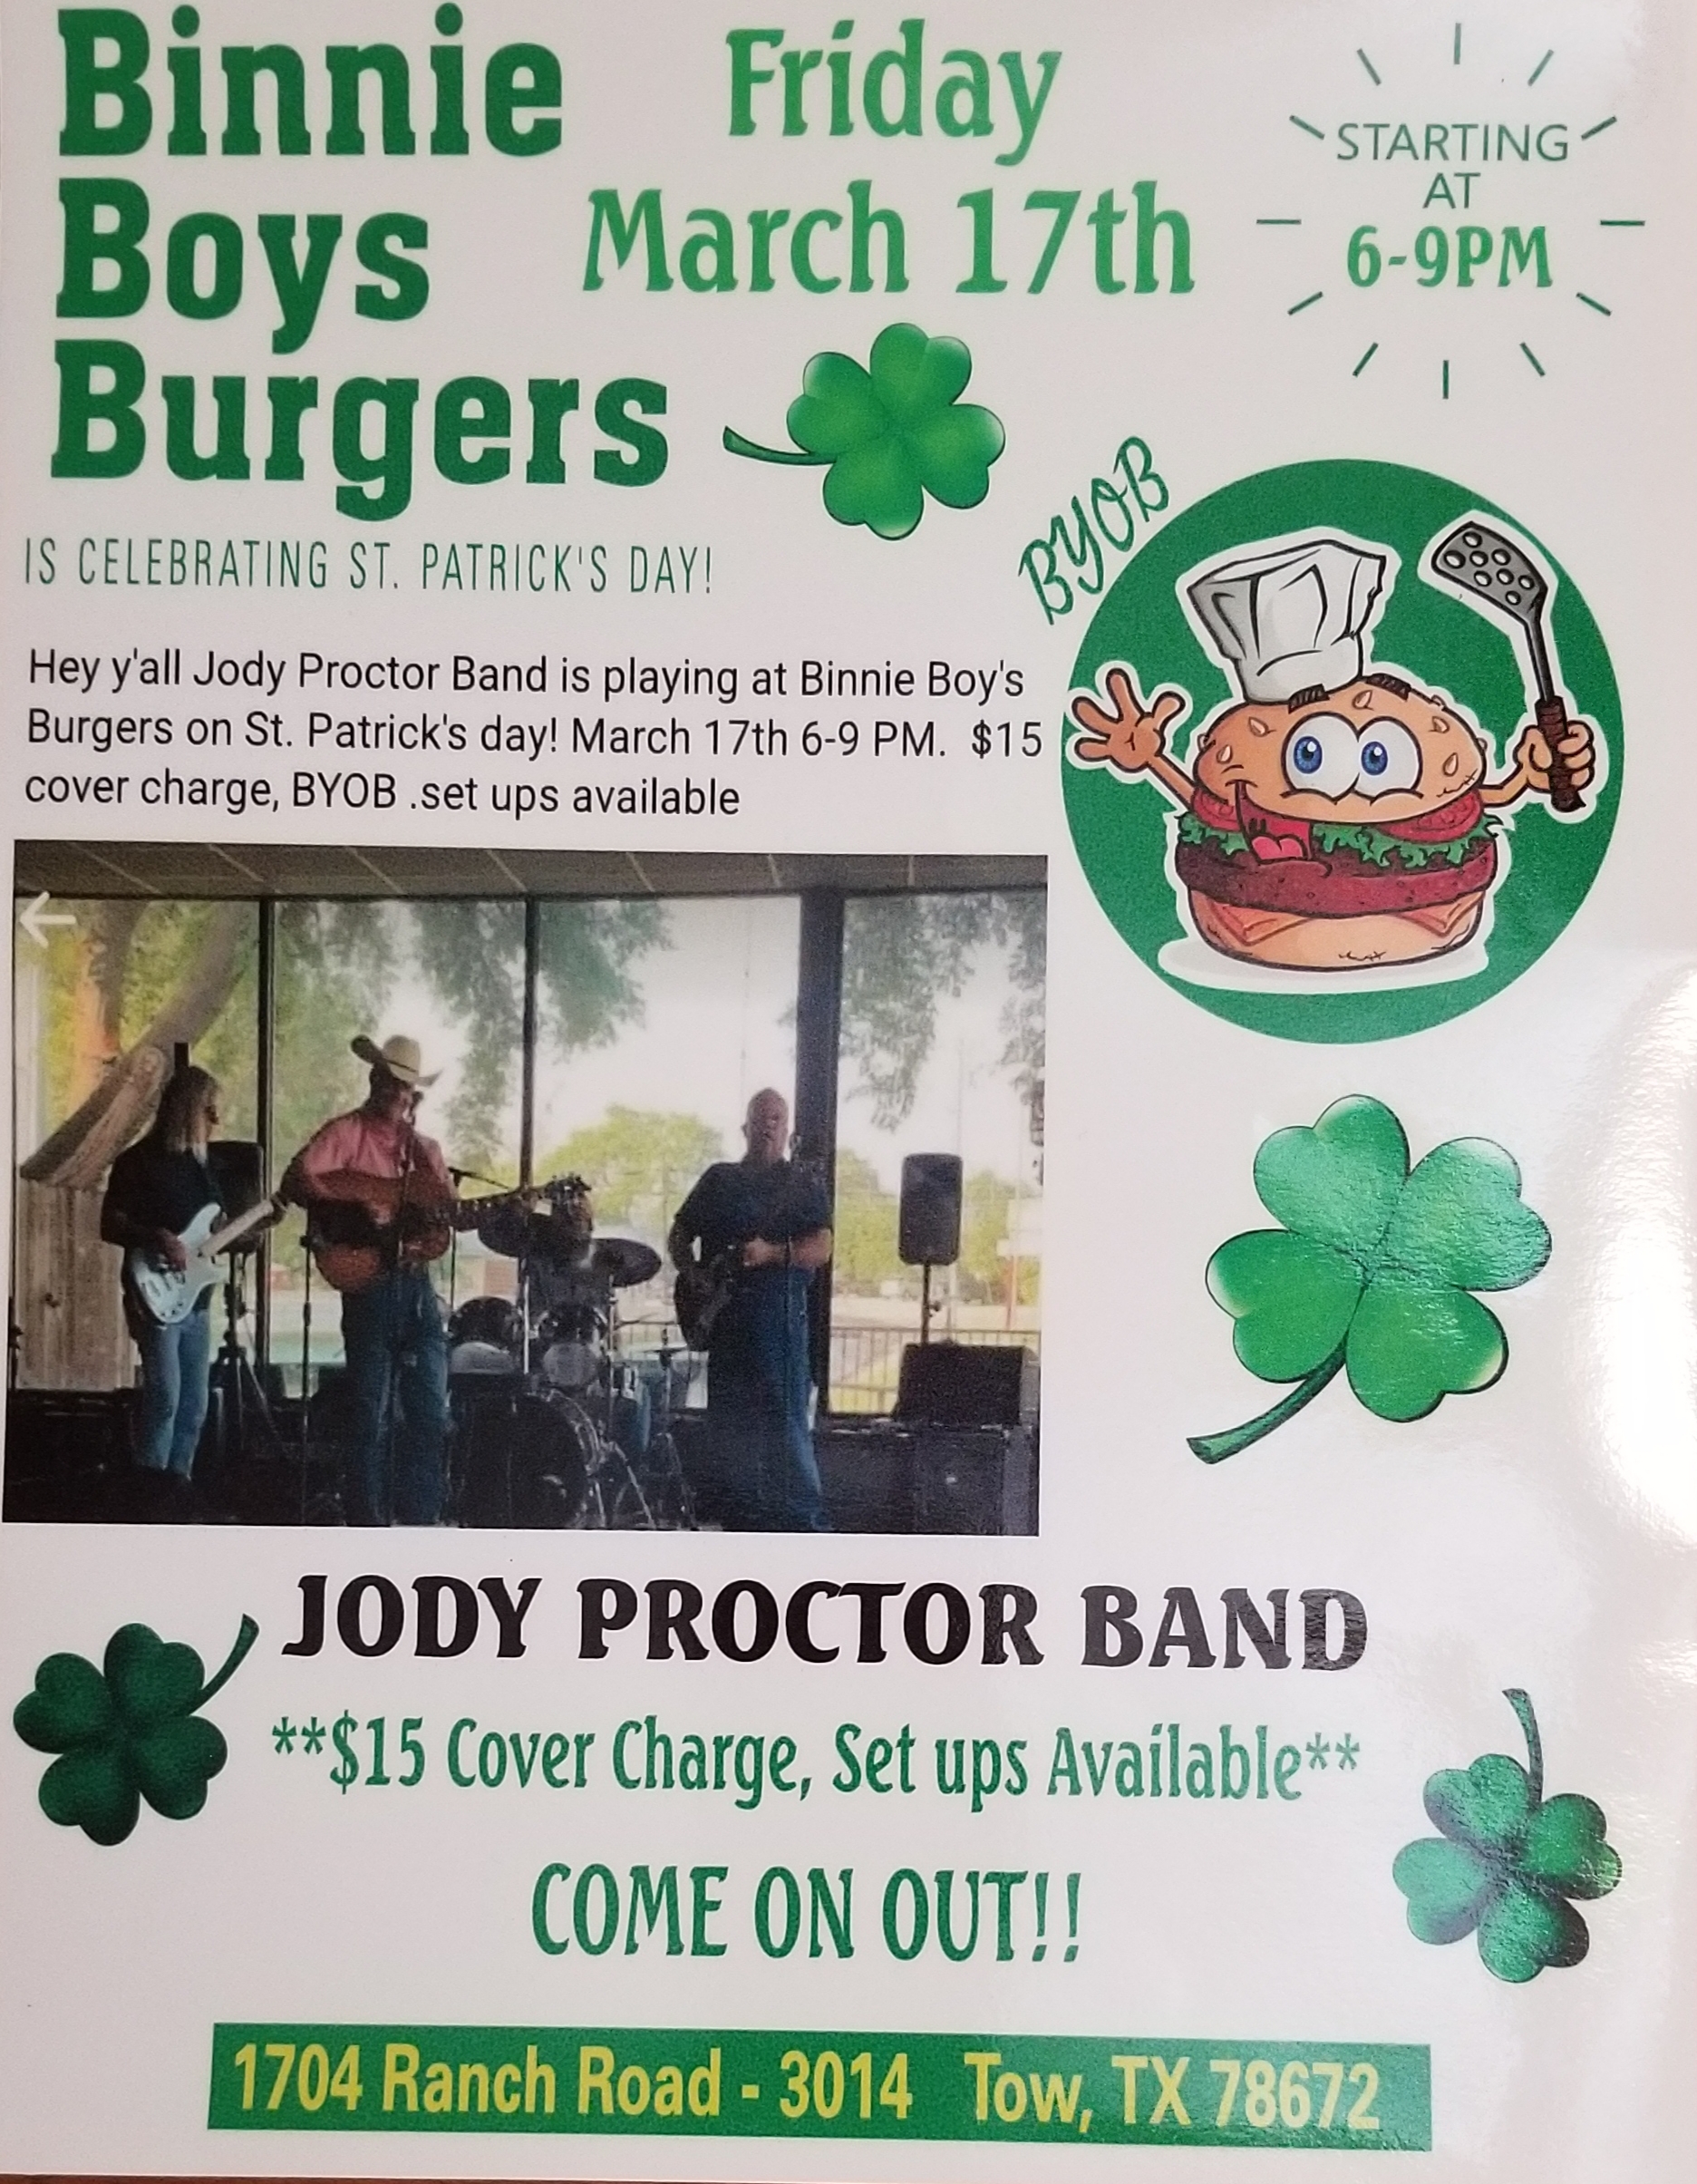 Binnie
Boys
Burgers
Friday
March 17th
STARTING
AT
6-9PM
IS CELEBRATING ST. PATRICK'S DAY!
BYOB
Hey y'all Jody Proctor Band is playing at Binnie Boy's
Burgers on St. Patrick's day! March 17th 6-9 PM.  $15
cover charge, BYOB .set ups available
JODY PROCTOR BAND
**$15 Cover Charge, Set ups Available**
COME ON OUT!!
1704 Ranch Road - 3014   Tow, TX 78672